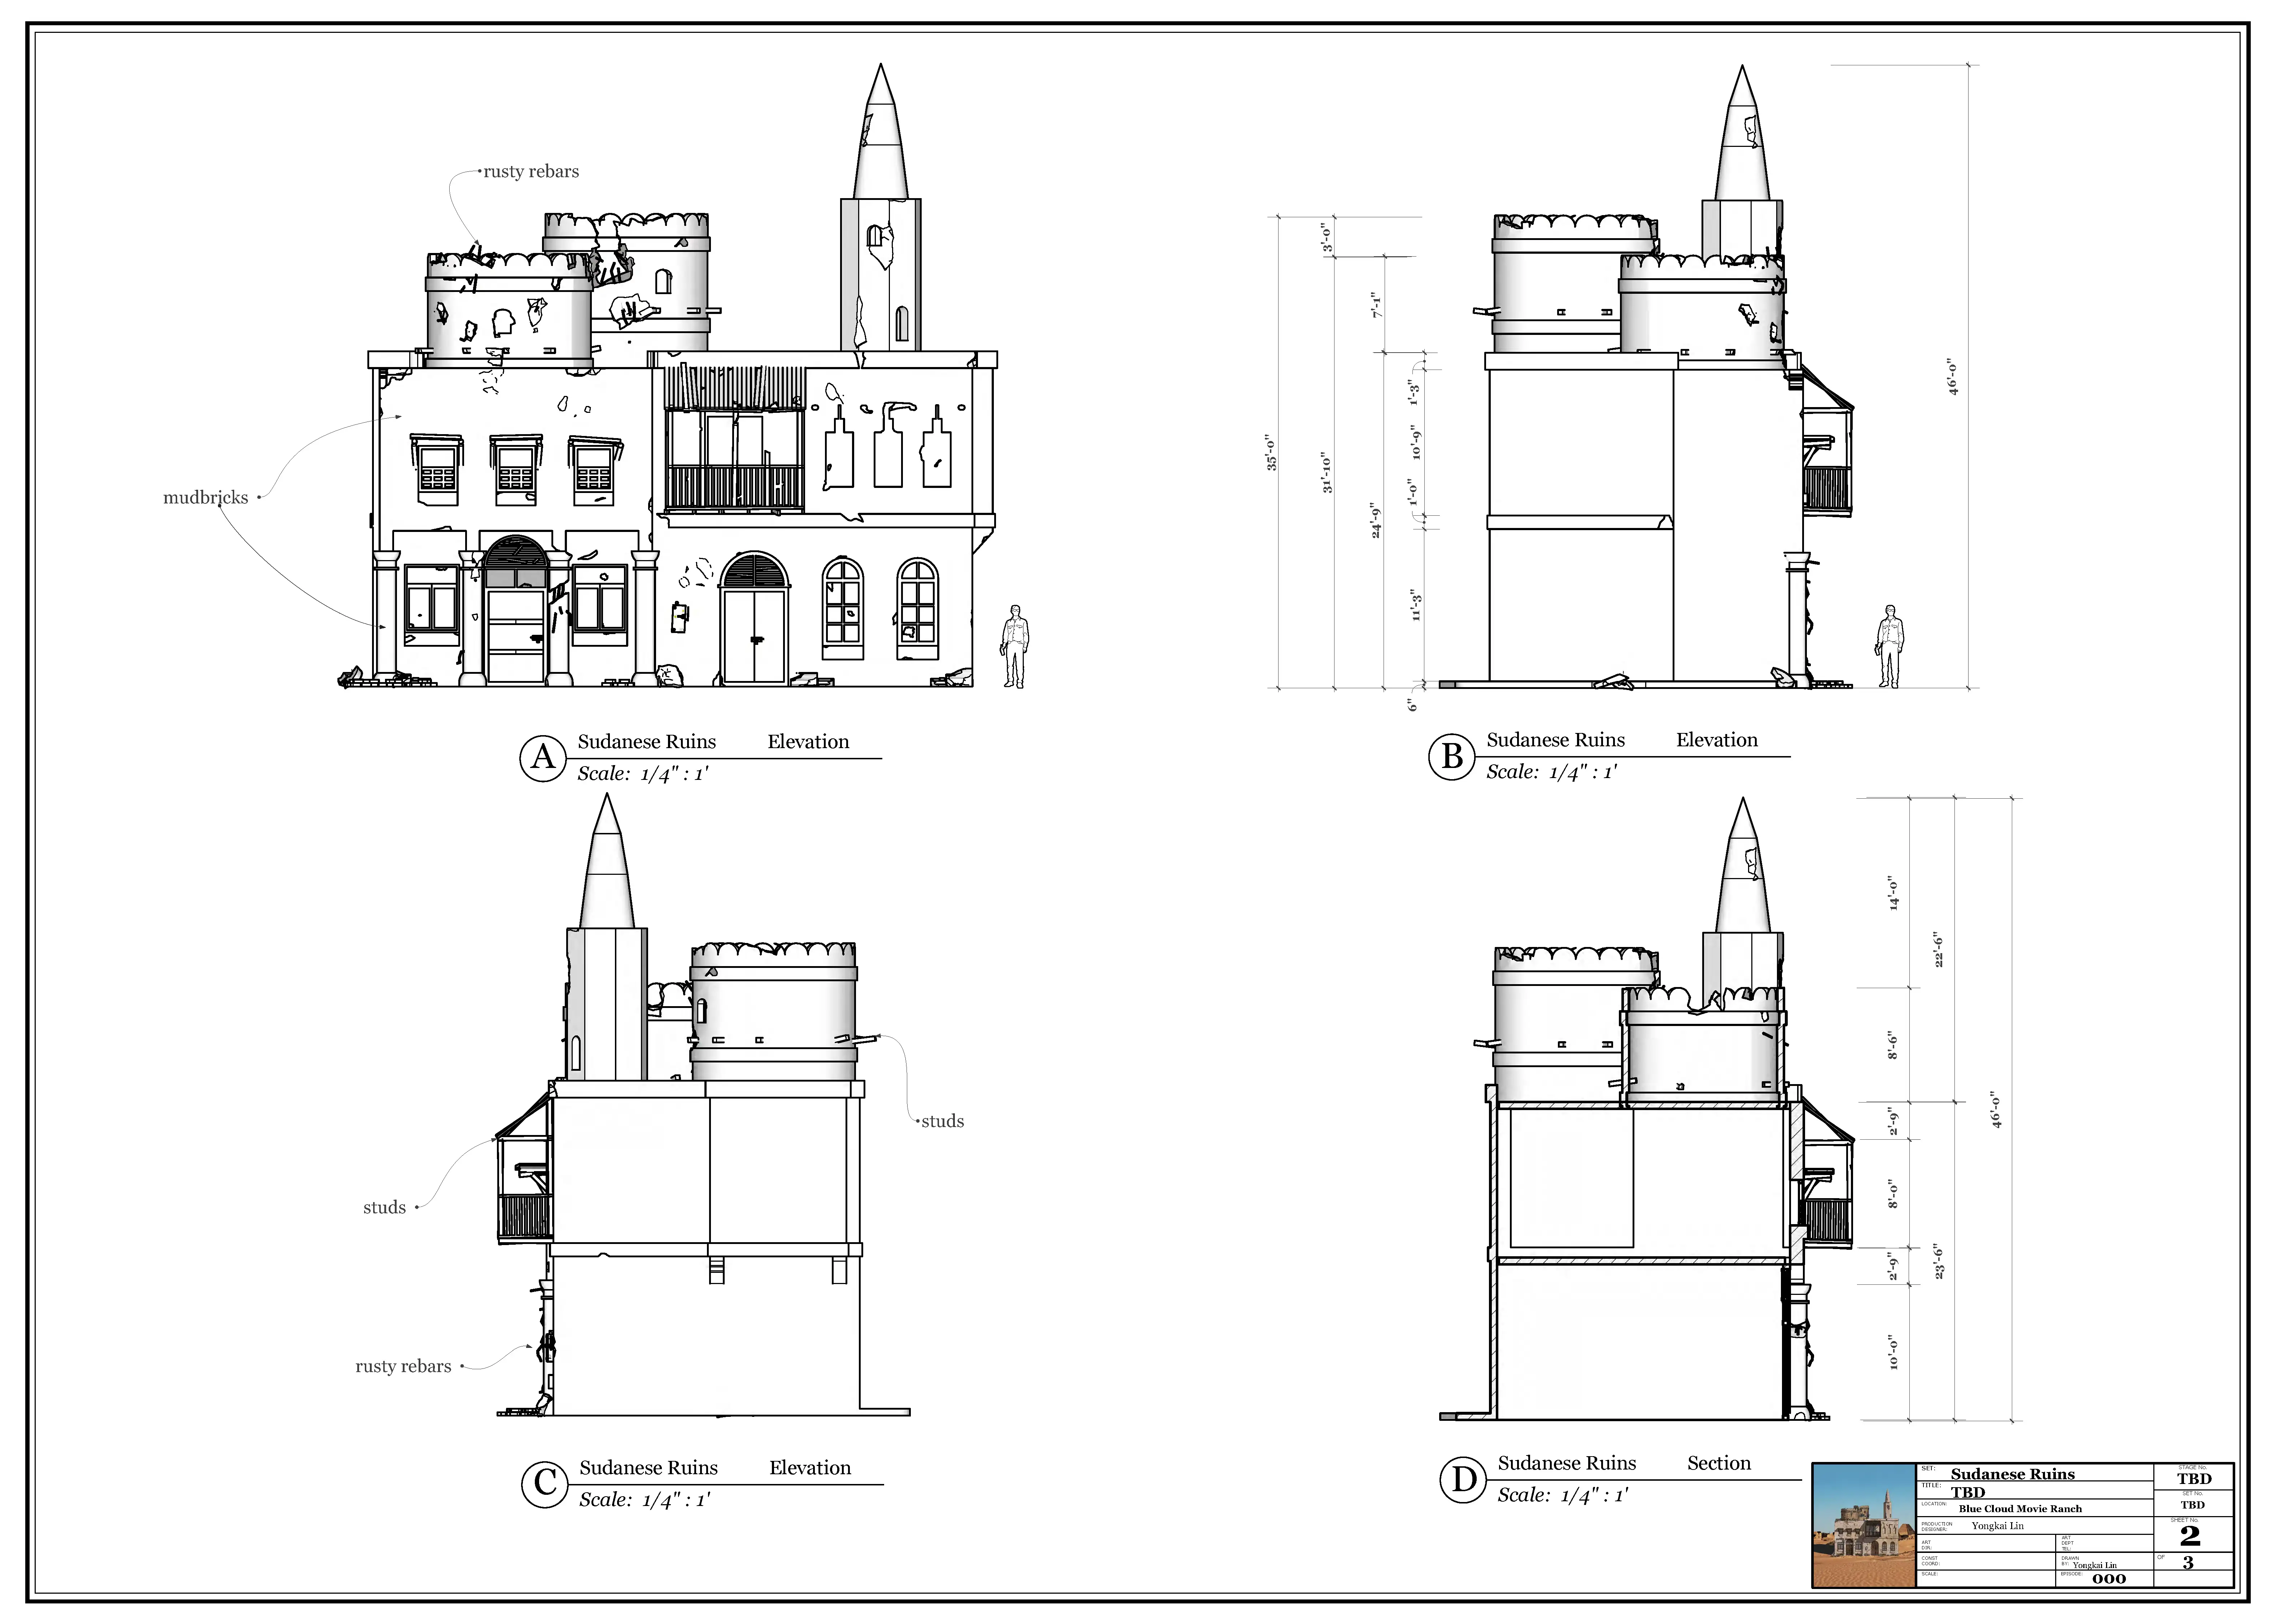 rusty rebars
mudbricks
A
Sudanese Ruins Elevation
Scale: 1/4" : 1'
35'-0"
3'-0"
31'-10"
7'-1"
24'-9"
1'-3"
10'-9"
1'-0"
11'-3"
6"
46'-0"
B
Sudanese Ruins Elevation
Scale: 1/4" : 1'
studs
studs
rusty rebars
C
Sudanese Ruins Elevation
Scale: 1/4" : 1'
14'-0"
22'-6"
8'-6"
46'-0"
2'-9"
8'-0"
2'-9"
23'-6"
10'-0"
D
Sudanese Ruins Section
Scale: 1/4" : 1'
SET: Sudanese Ruins
TITLE: TBD
LOCATION: Blue Cloud Movie Ranch
PRODUCTION DESIGNER: Yongkai Lin
ART DIR:
ART DEPT TEL:
CONST COORD:
DRAWN BY: Yongkai Lin
SCALE:
EPISODE: 000
STAGE No. TBD
SET No. TBD
SHEET No. 2
OF 3